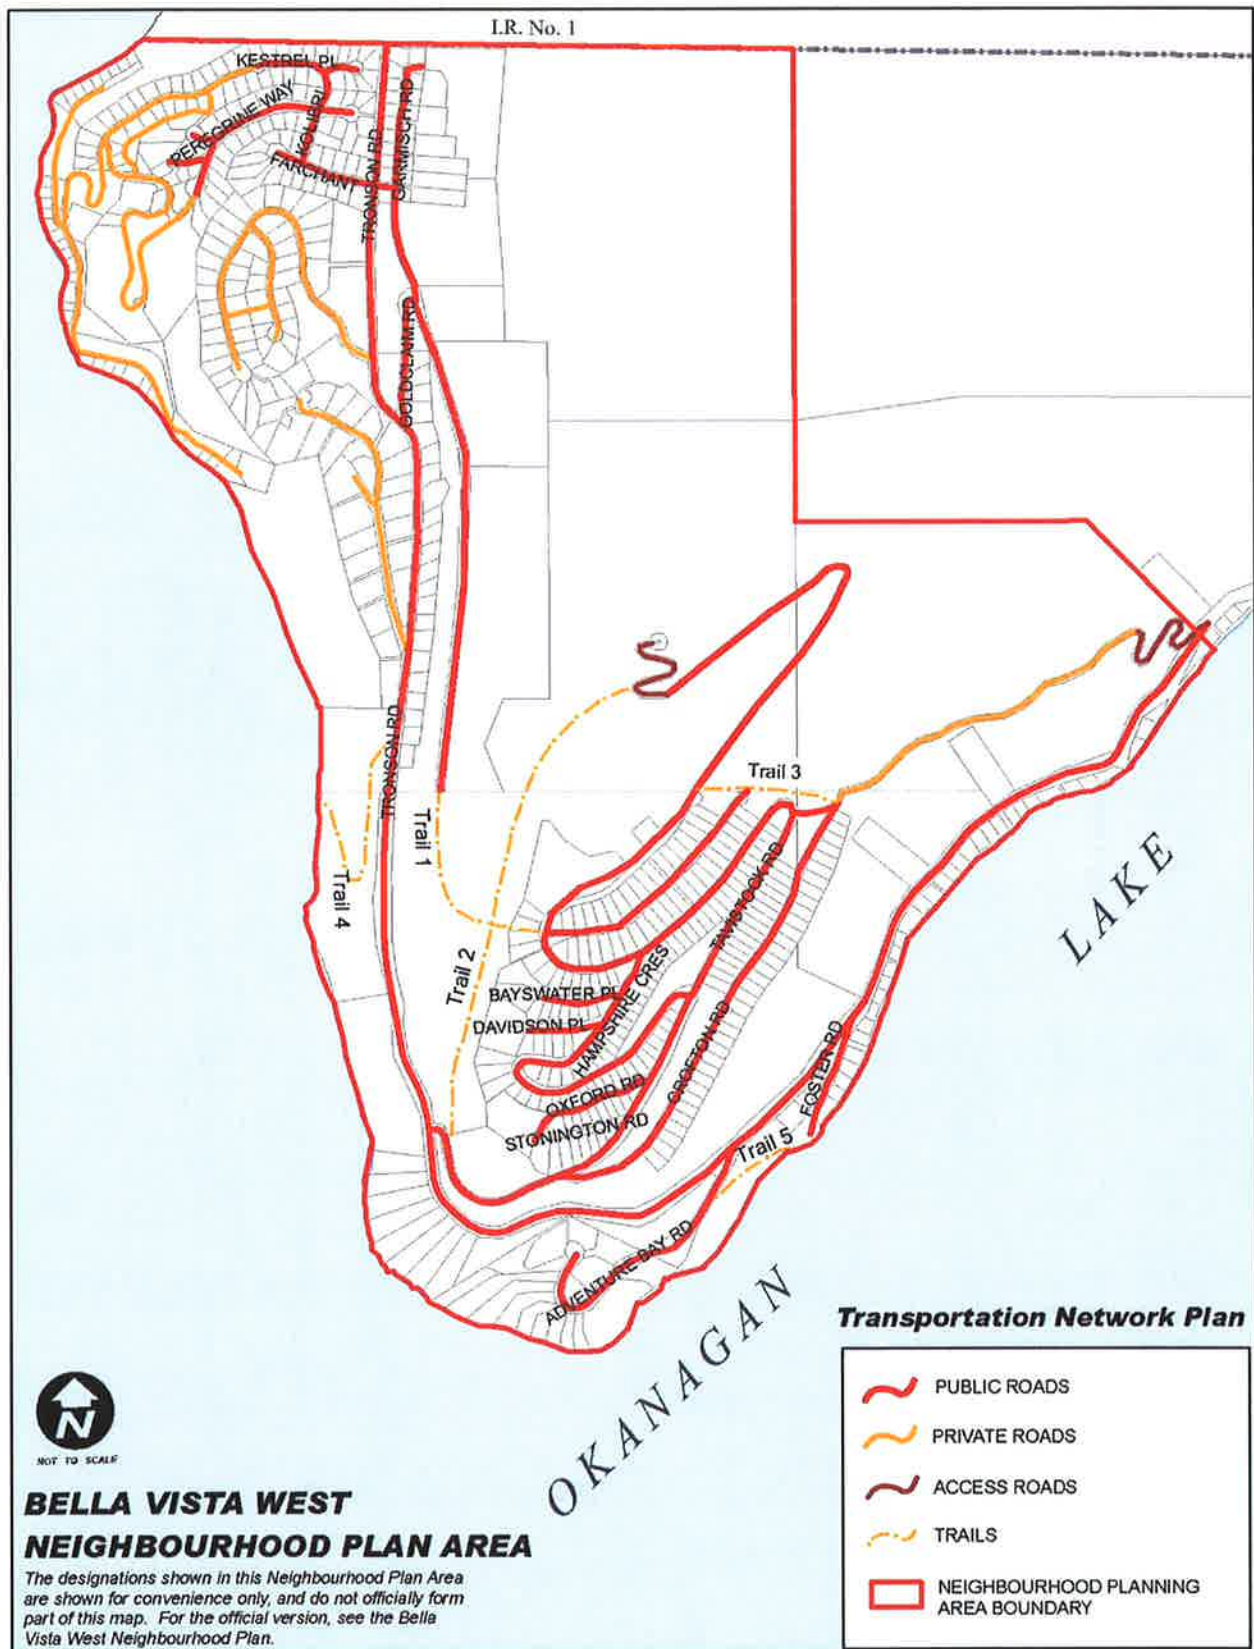 I.R. No. 1
KESTREL PL
PEREGRINE WAY
KOLIBRI
FARCHANT
TRONSON RD
GARMISCH RD
GOLDCLAIM RD
TRONSON RD
Trail 1
Trail 2
Trail 3
Trail 4
TAVISTOCK RD
BAYSWATER PL
DAVIDSON PL
HAMPSHIRE CRES
OXFORD RD
CROFTON RD
STONINGTON RD
FOSTER RD
Trail 5
ADVENTURE BAY RD
OKANAGAN
LAKE
Transportation Network Plan
PUBLIC ROADS
PRIVATE ROADS
ACCESS ROADS
TRAILS
NEIGHBOURHOOD PLANNING
AREA BOUNDARY
N
NOT TO SCALE
BELLA VISTA WEST
NEIGHBOURHOOD PLAN AREA
The designations shown in this Neighbourhood Plan Area
are shown for convenience only, and do not officially form
part of this map. For the official version, see the Bella
Vista West Neighbourhood Plan.